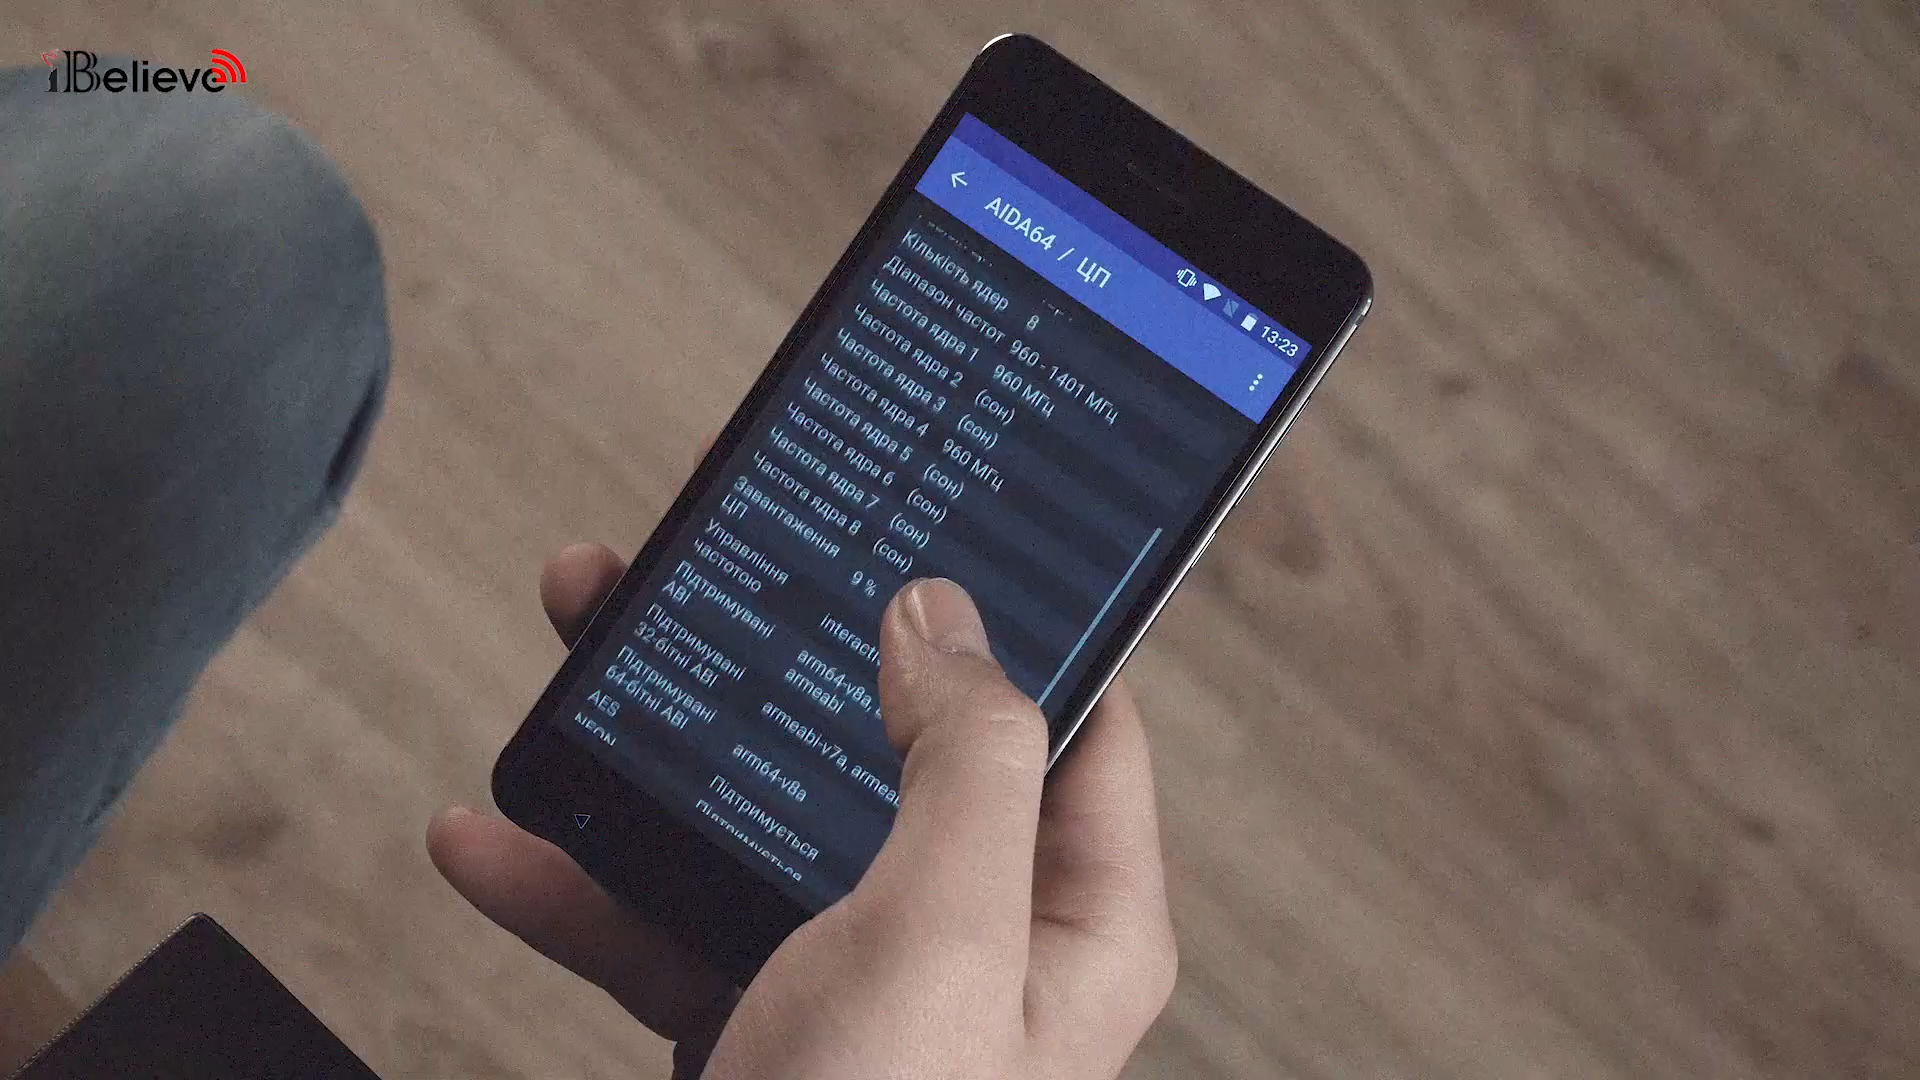 iBelieve
13:23
AIDA64 / ЦП
Кількість ядер 8
Діапазон частот 960 - 1401 МГц
Частота ядра 1 960 МГц
Частота ядра 2 (сон)
Частота ядра 3 (сон)
Частота ядра 4 960 МГц
Частота ядра 5 (сон)
Частота ядра 6 (сон)
Частота ядра 7 (сон)
Частота ядра 8 (сон)
Завантаження
ЦП 9 %
Управління
частотою
Підтримувані
ABI arm64-v8a,
armeabi
Підтримувані
32-бітні ABI armeabi-v7a,
Підтримувані
64-бітні ABI arm64-v8a
AES Підтримується
NEON Підтримується